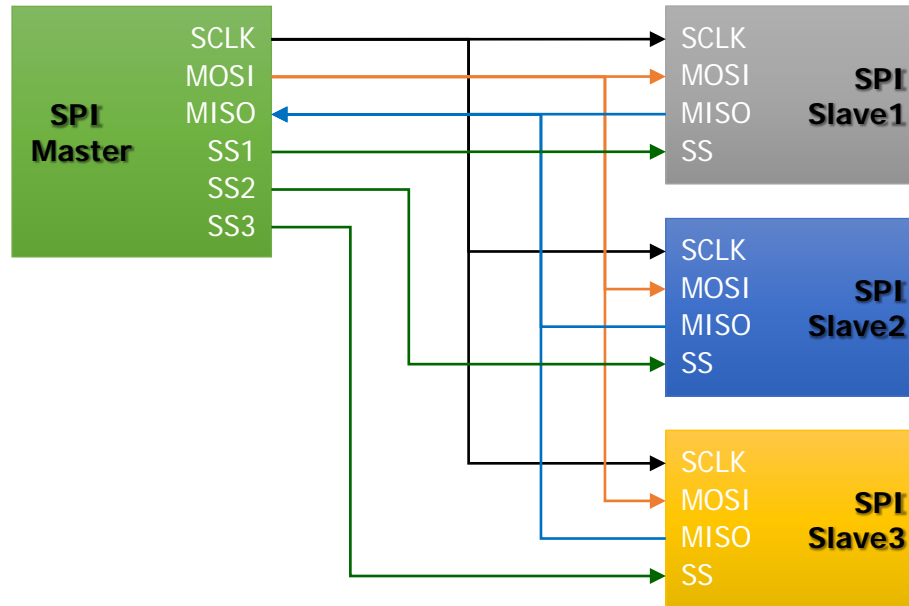 SPI
Master
SCLK
MOSI
MISO
SS1
SS2
SS3
SCLK
MOSI
MISO
SS
SPI
Slave1
SCLK
MOSI
MISO
SS
SPI
Slave2
SCLK
MOSI
MISO
SS
SPI
Slave3